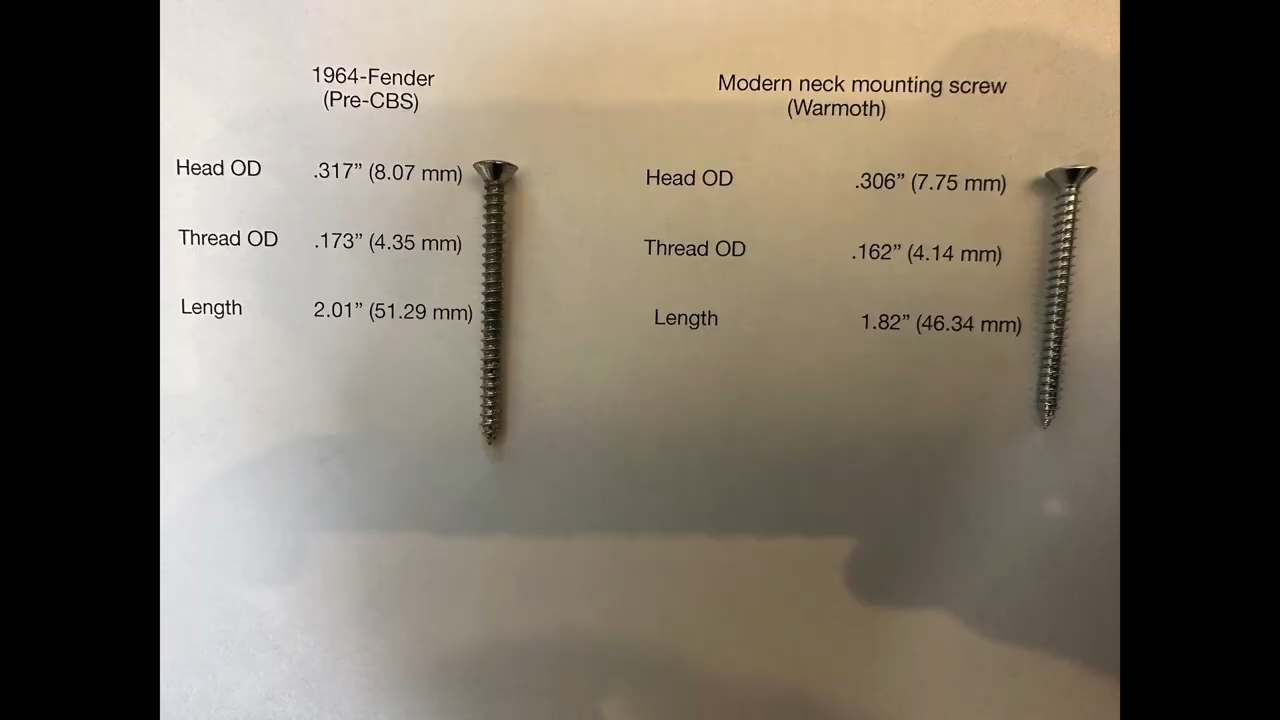 1964-Fender
(Pre-CBS)
Head OD .317” (8.07 mm)
Thread OD .173” (4.35 mm)
Length 2.01” (51.29 mm)
Modern neck mounting screw
(Warmoth)
Head OD .306” (7.75 mm)
Thread OD .162” (4.14 mm)
Length 1.82” (46.34 mm)